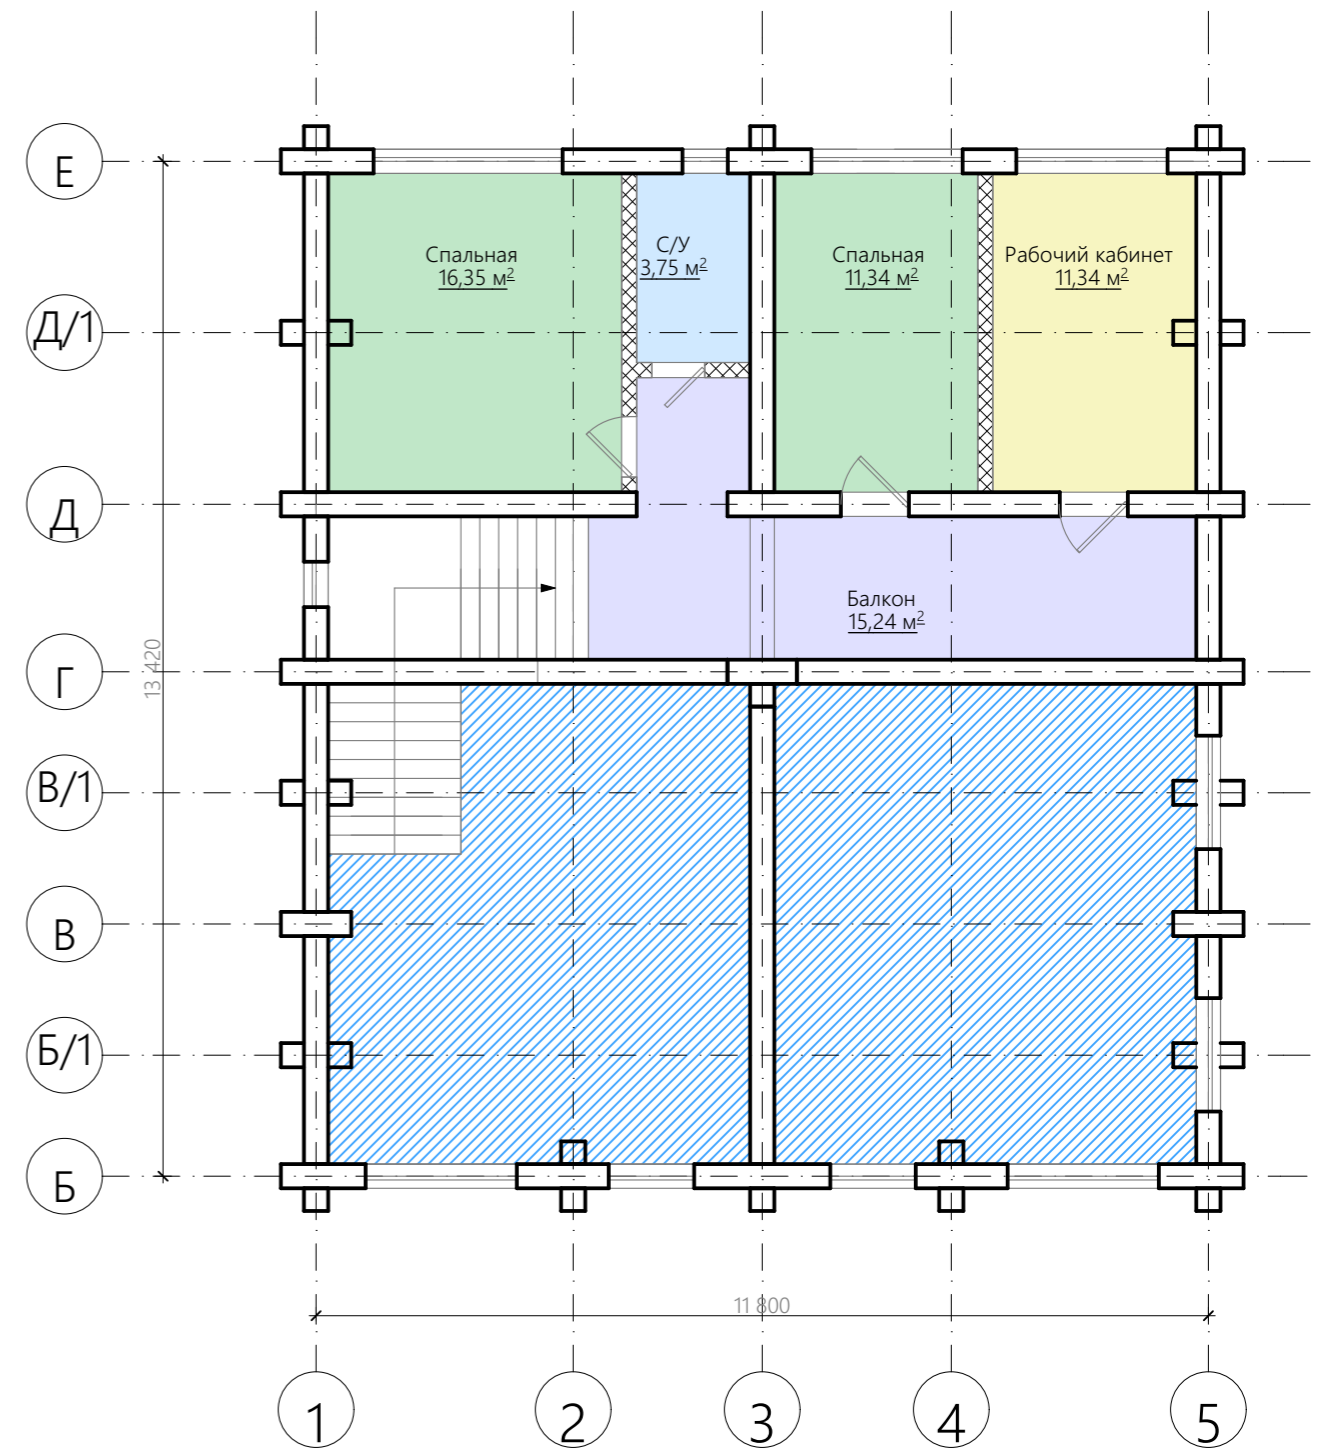 Е
Спальная
16,35 м²
С/У
3,75 м²
Спальная
11,34 м²
Рабочий кабинет
11,34 м²
Д/1
Д
Балкон
15,24 м²
Г
13 420
В/1
В
Б/1
Б
11 800
1
2
3
4
5